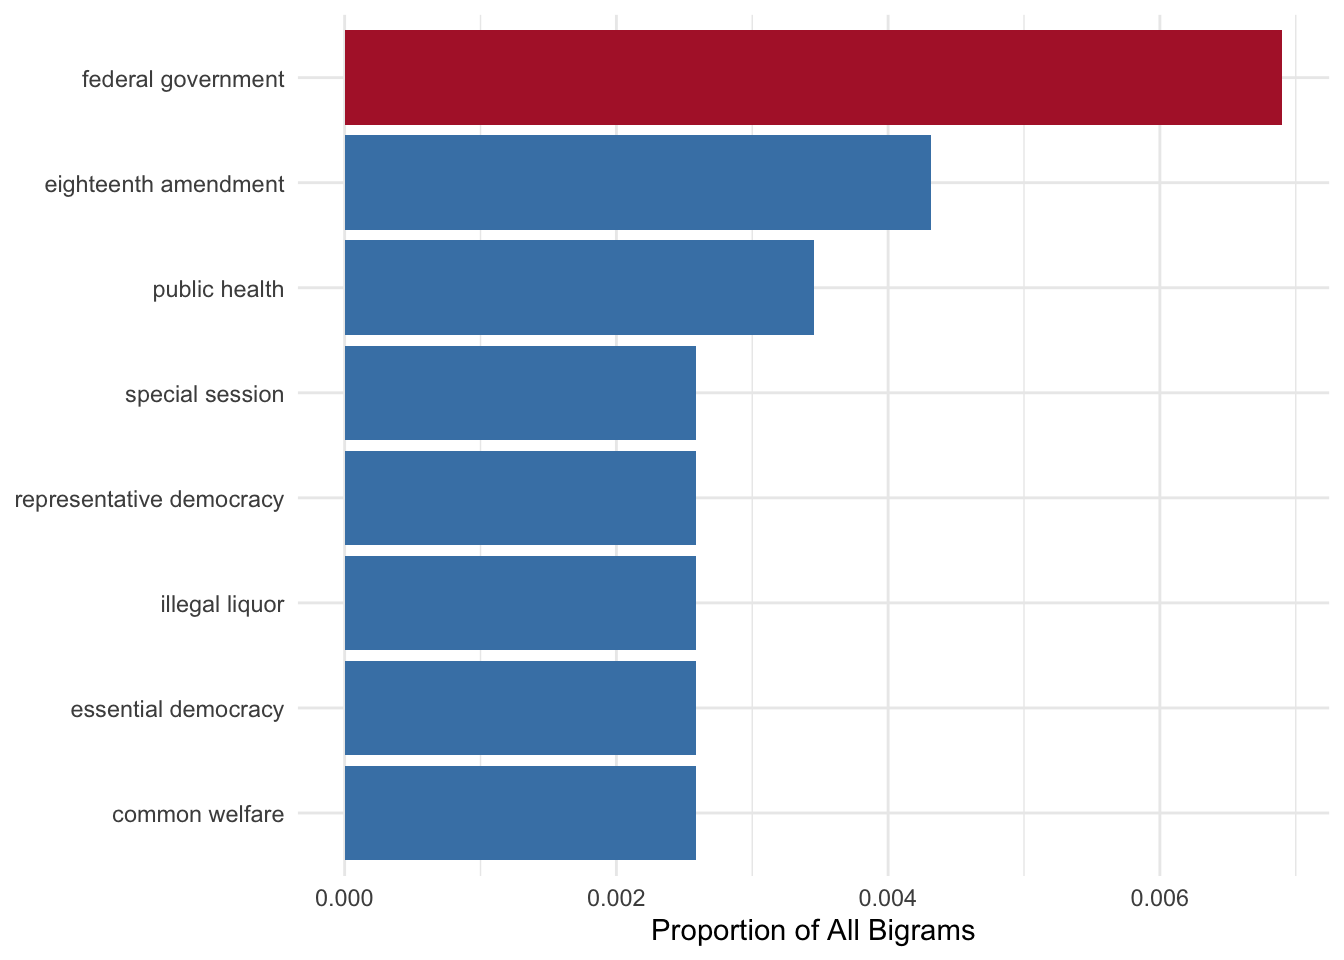 federal government
eighteenth amendment
public health
special session
representative democracy
illegal liquor
essential democracy
common welfare
0.000 0.002 0.004 0.006
Proportion of All Bigrams